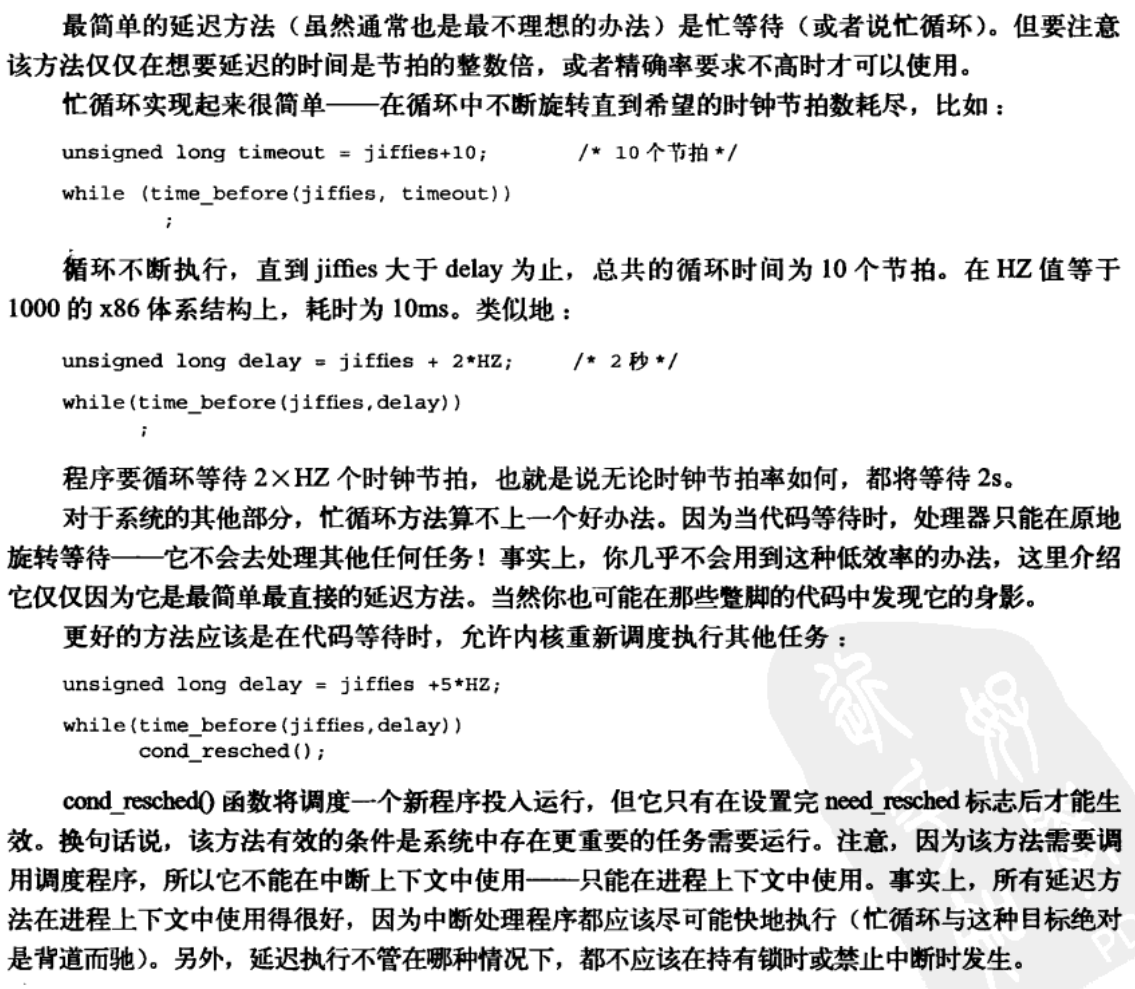 最简单的延迟方法（虽然通常也是最不理想的办法）是忙等待（或者说忙循环）。但要注意
该方法仅仅在想要延迟的时间是节拍的整数倍，或者精确率要求不高时才可以使用。
忙循环实现起来很简单——在循环中不断旋转直到希望的时钟节拍数耗尽，比如：
unsigned long timeout = jiffies+10; /* 10 个节拍 */
while (time_before(jiffies, timeout))
;
循环不断执行，直到 jiffies 大于 delay 为止，总共的循环时间为 10 个节拍。在 HZ 值等于
1000 的 x86 体系结构上，耗时为 10ms。类似地：
unsigned long delay = jiffies + 2*HZ; /* 2 秒 */
while(time_before(jiffies,delay))
;
程序要循环等待 2×HZ 个时钟节拍，也就是说无论时钟节拍率如何，都将等待 2s。
对于系统的其他部分，忙循环方法算不上一个好办法。因为当代码等待时，处理器只能在原地
旋转等待——它不会去处理其他任何任务！事实上，你几乎不会用到这种低效率的办法，这里介绍
它仅仅因为它是最简单最直接的延迟方法。当然你也可能在那些蹩脚的代码中发现它的身影。
更好的方法应该是在代码等待时，允许内核重新调度执行其他任务：
unsigned long delay = jiffies +5*HZ;
while(time_before(jiffies,delay))
cond_resched();
cond_resched() 函数将调度一个新程序投入运行，但它只有在设置完 need_resched 标志后才能生
效。换句话说，该方法有效的条件是系统中存在更重要的任务需要运行。注意，因为该方法需要调
用调度程序，所以它不能在中断上下文中使用——只能在进程上下文中使用。事实上，所有延迟方
法在进程上下文中使用得很好，因为中断处理程序都应该尽可能快地执行（忙循环与这种目标绝对
是背道而驰）。另外，延迟执行不管在哪种情况下，都不应该在持有锁时或禁止中断时发生。